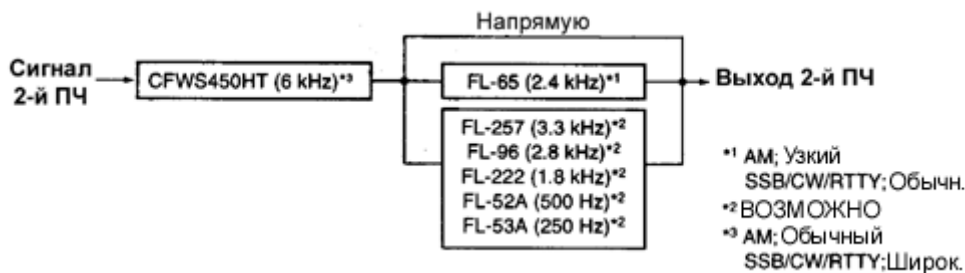 Напрямую
Сигнал
2-й ПЧ
CFWS450HT (6 kHz)*3
FL-65 (2.4 kHz)*1
Выход 2-й ПЧ
FL-257 (3.3 kHz)*2
FL-96 (2.8 kHz)*2
FL-222 (1.8 kHz)*2
FL-52A (500 Hz)*2
FL-53A (250 Hz)*2
*1 AM; Узкий
SSB/CW/RTTY; Обычн.
*2 ВОЗМОЖНО
*3 AM; Обычный
SSB/CW/RTTY;Широк.